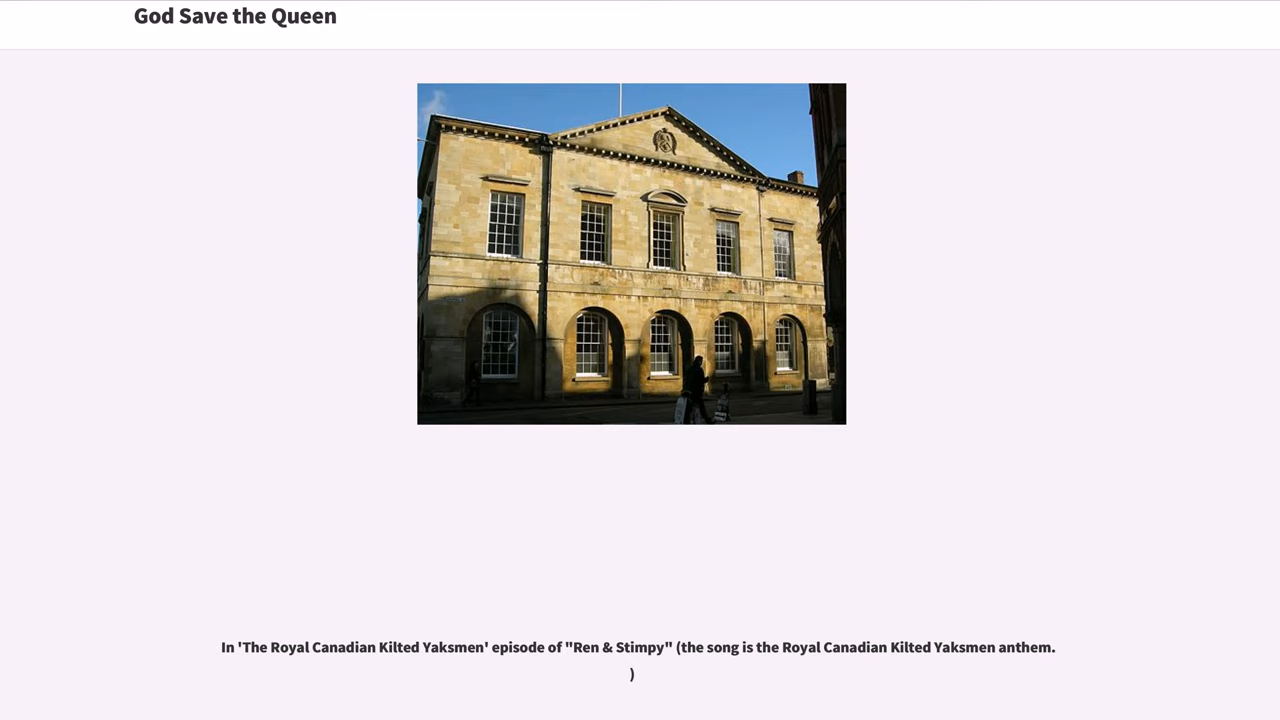 God Save the Queen
In 'The Royal Canadian Kilted Yaksmen' episode of "Ren & Stimpy" (the song is the Royal Canadian Kilted Yaksmen anthem.
)